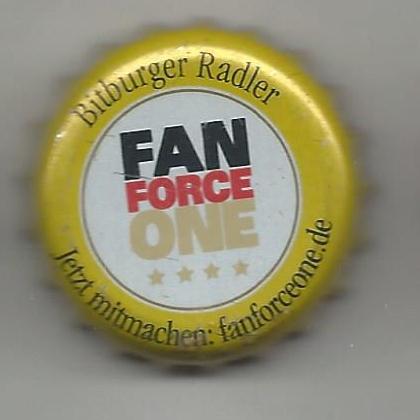 Bitburger Radler
FAN
FORCE
ONE
Jetzt mitmachen: fanforceone.de